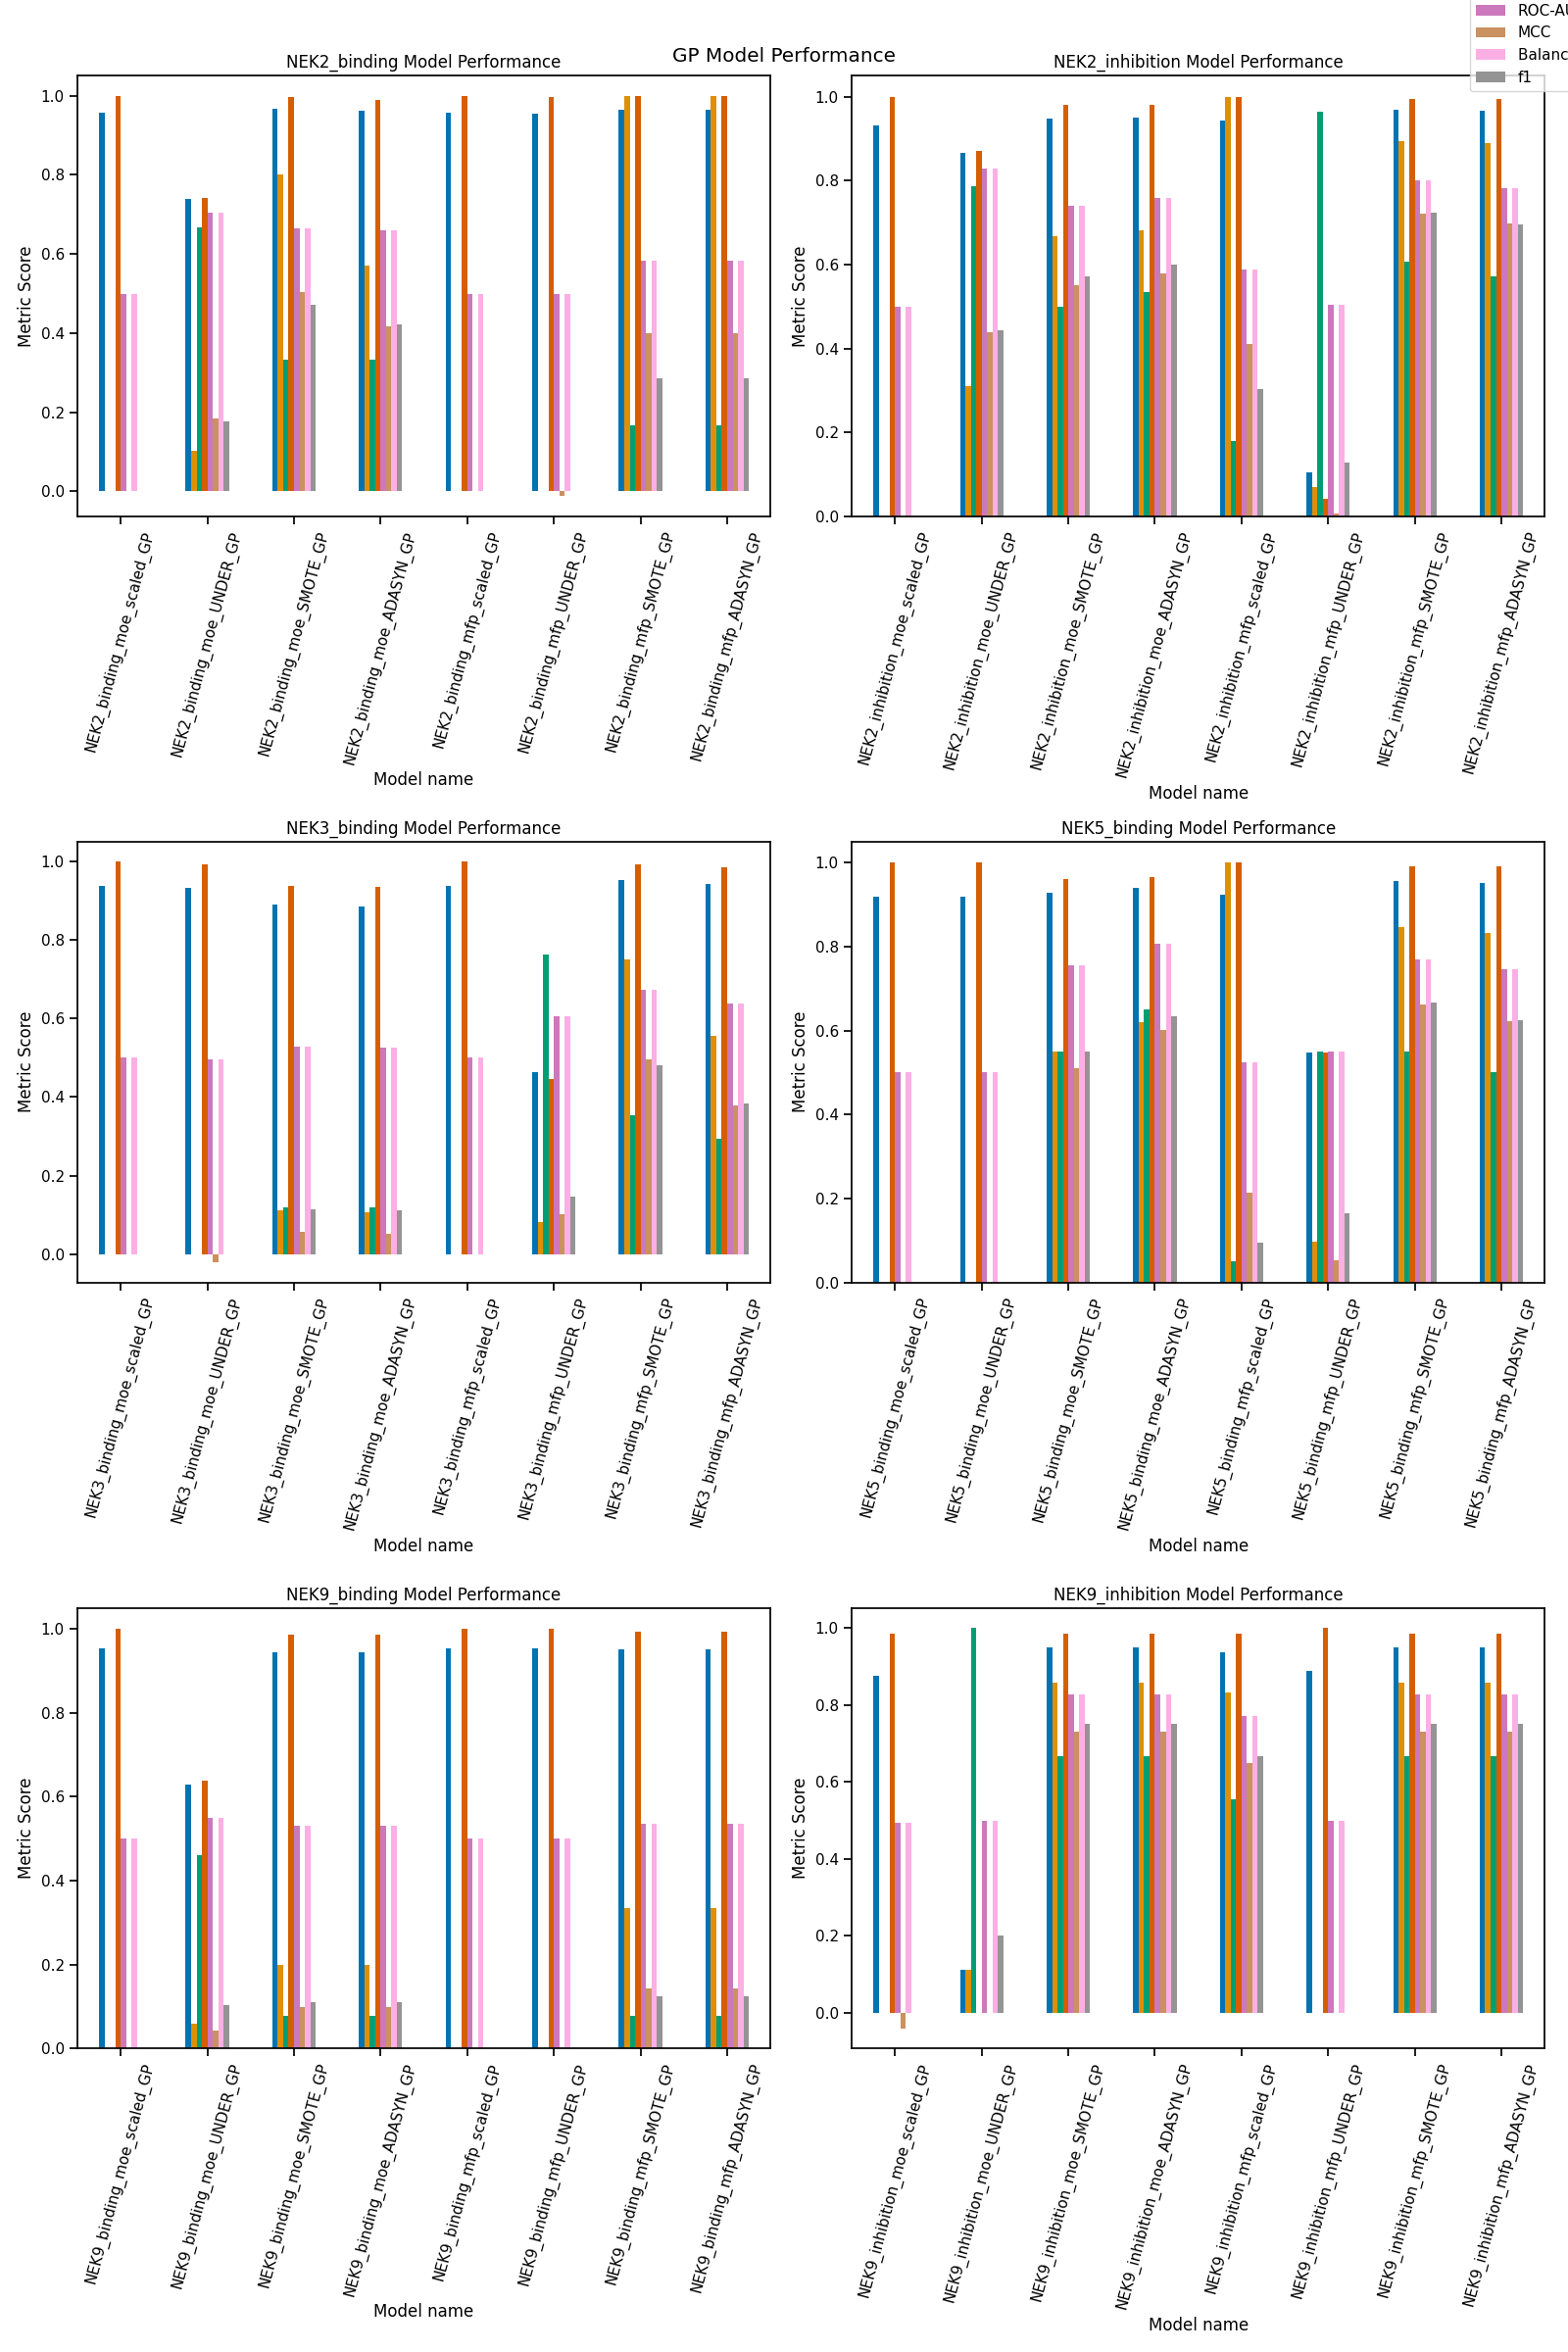 ROC-AU
MCC
Balanc
f1
GP Model Performance
NEK2_binding Model Performance
1.0
0.8
0.6
0.4
0.2
0.0
Metric Score
NEK2_binding_moe_scaled_GP
NEK2_binding_moe_UNDER_GP
NEK2_binding_moe_SMOTE_GP
NEK2_binding_moe_ADASYN_GP
NEK2_binding_mfp_scaled_GP
NEK2_binding_mfp_UNDER_GP
NEK2_binding_mfp_SMOTE_GP
NEK2_binding_mfp_ADASYN_GP
Model name
NEK2_inhibition Model Performance
1.0
0.8
0.6
0.4
0.2
0.0
Metric Score
NEK2_inhibition_moe_scaled_GP
NEK2_inhibition_moe_UNDER_GP
NEK2_inhibition_moe_SMOTE_GP
NEK2_inhibition_moe_ADASYN_GP
NEK2_inhibition_mfp_scaled_GP
NEK2_inhibition_mfp_UNDER_GP
NEK2_inhibition_mfp_SMOTE_GP
NEK2_inhibition_mfp_ADASYN_GP
Model name
NEK3_binding Model Performance
1.0
0.8
0.6
0.4
0.2
0.0
Metric Score
NEK3_binding_moe_scaled_GP
NEK3_binding_moe_UNDER_GP
NEK3_binding_moe_SMOTE_GP
NEK3_binding_moe_ADASYN_GP
NEK3_binding_mfp_scaled_GP
NEK3_binding_mfp_UNDER_GP
NEK3_binding_mfp_SMOTE_GP
NEK3_binding_mfp_ADASYN_GP
Model name
NEK5_binding Model Performance
1.0
0.8
0.6
0.4
0.2
0.0
Metric Score
NEK5_binding_moe_scaled_GP
NEK5_binding_moe_UNDER_GP
NEK5_binding_moe_SMOTE_GP
NEK5_binding_moe_ADASYN_GP
NEK5_binding_mfp_scaled_GP
NEK5_binding_mfp_UNDER_GP
NEK5_binding_mfp_SMOTE_GP
NEK5_binding_mfp_ADASYN_GP
Model name
NEK9_binding Model Performance
1.0
0.8
0.6
0.4
0.2
0.0
Metric Score
NEK9_binding_moe_scaled_GP
NEK9_binding_moe_UNDER_GP
NEK9_binding_moe_SMOTE_GP
NEK9_binding_moe_ADASYN_GP
NEK9_binding_mfp_scaled_GP
NEK9_binding_mfp_UNDER_GP
NEK9_binding_mfp_SMOTE_GP
NEK9_binding_mfp_ADASYN_GP
Model name
NEK9_inhibition Model Performance
1.0
0.8
0.6
0.4
0.2
0.0
Metric Score
NEK9_inhibition_moe_scaled_GP
NEK9_inhibition_moe_UNDER_GP
NEK9_inhibition_moe_SMOTE_GP
NEK9_inhibition_moe_ADASYN_GP
NEK9_inhibition_mfp_scaled_GP
NEK9_inhibition_mfp_UNDER_GP
NEK9_inhibition_mfp_SMOTE_GP
NEK9_inhibition_mfp_ADASYN_GP
Model name